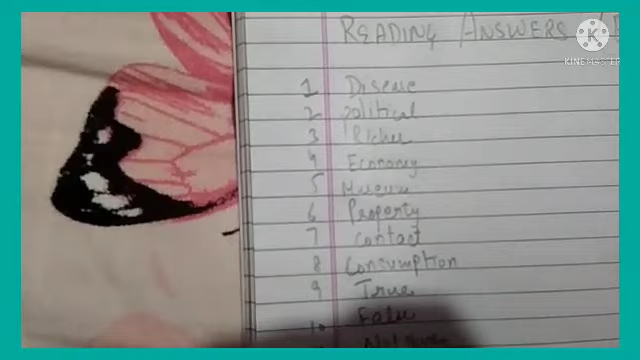 READING ANSWERS
K
KINEMASTER
1 Disease
2 Political
3 Richer
4 Economy
5 Museum
6 Property
7 Contact
8 Consumption
9 True
10 False